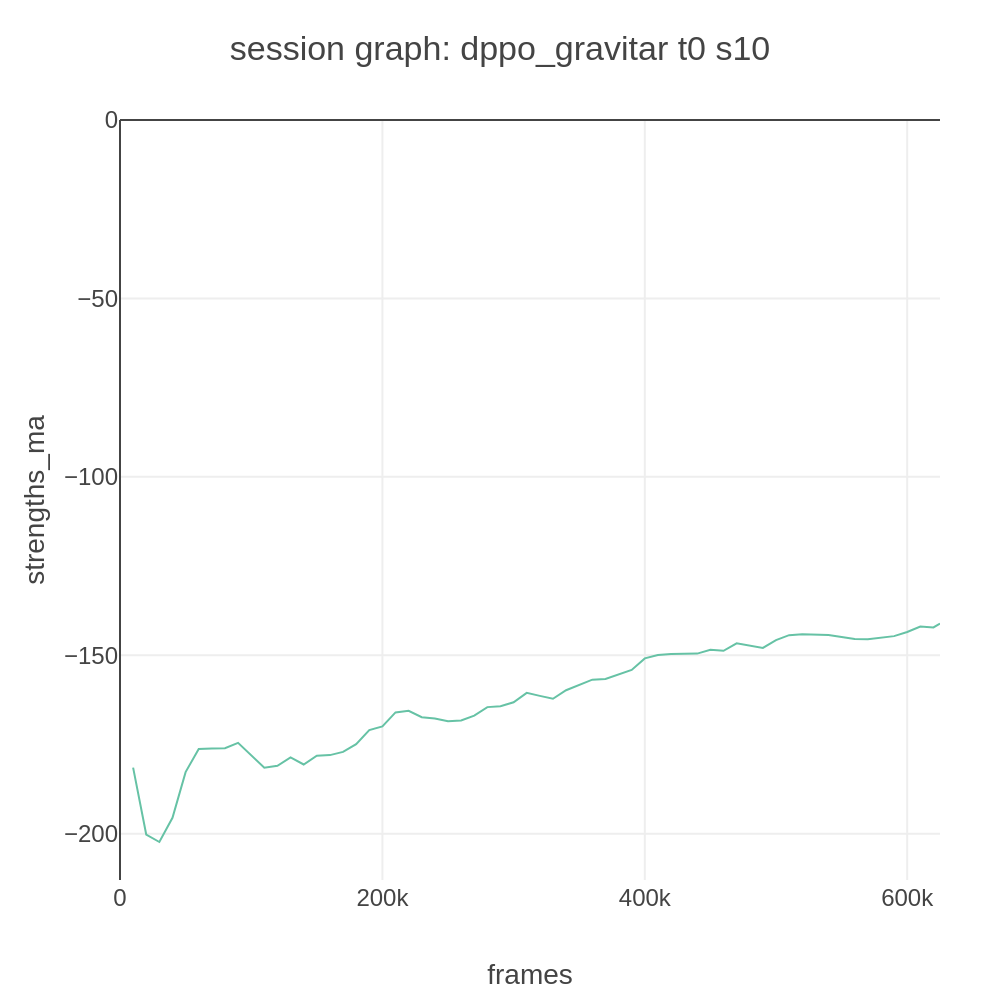 session graph: dppo_gravitar t0 s10
0
−50
−100
−150
−200
strengths_ma
0
200k
400k
600k
frames